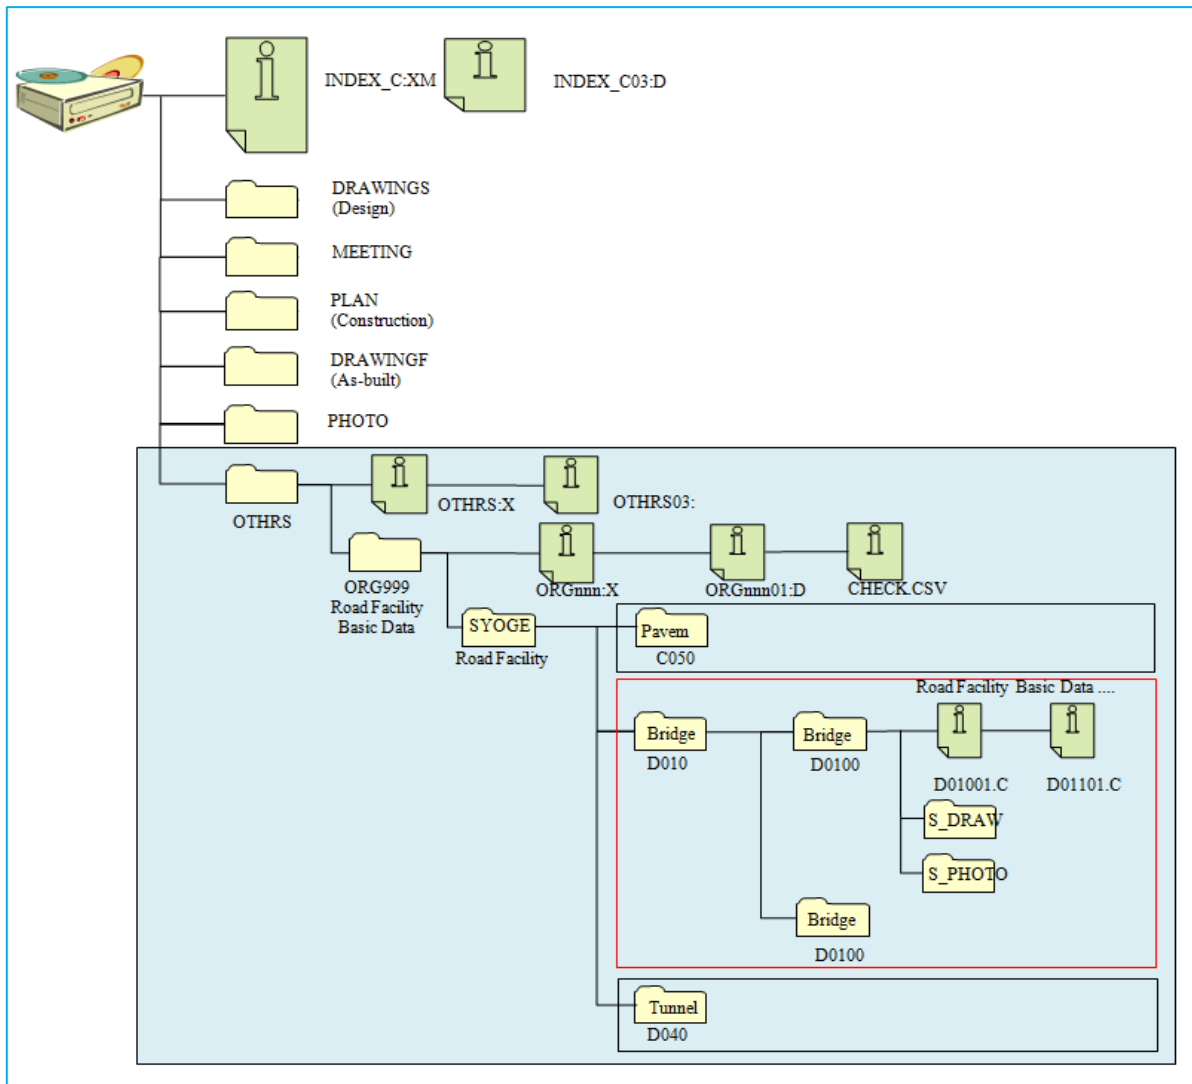 INDEX_C:XM
INDEX_C03:D
DRAWINGS
(Design)
MEETING
PLAN
(Construction)
DRAWINGF
(As-built)
PHOTO
OTHRS
OTHRS:X
OTHRS03:
ORG999
Road Facility
Basic Data
ORGnnn:X
ORGnnn01:D
CHECK.CSV
SYOGE
Road Facility
Pavem
C050
Road Facility Basic Data ....
Bridge
D010
Bridge
D0100
D01001.C
D01101.C
S_DRAW
S_PHOTO
Bridge
D0100
Tunnel
D040